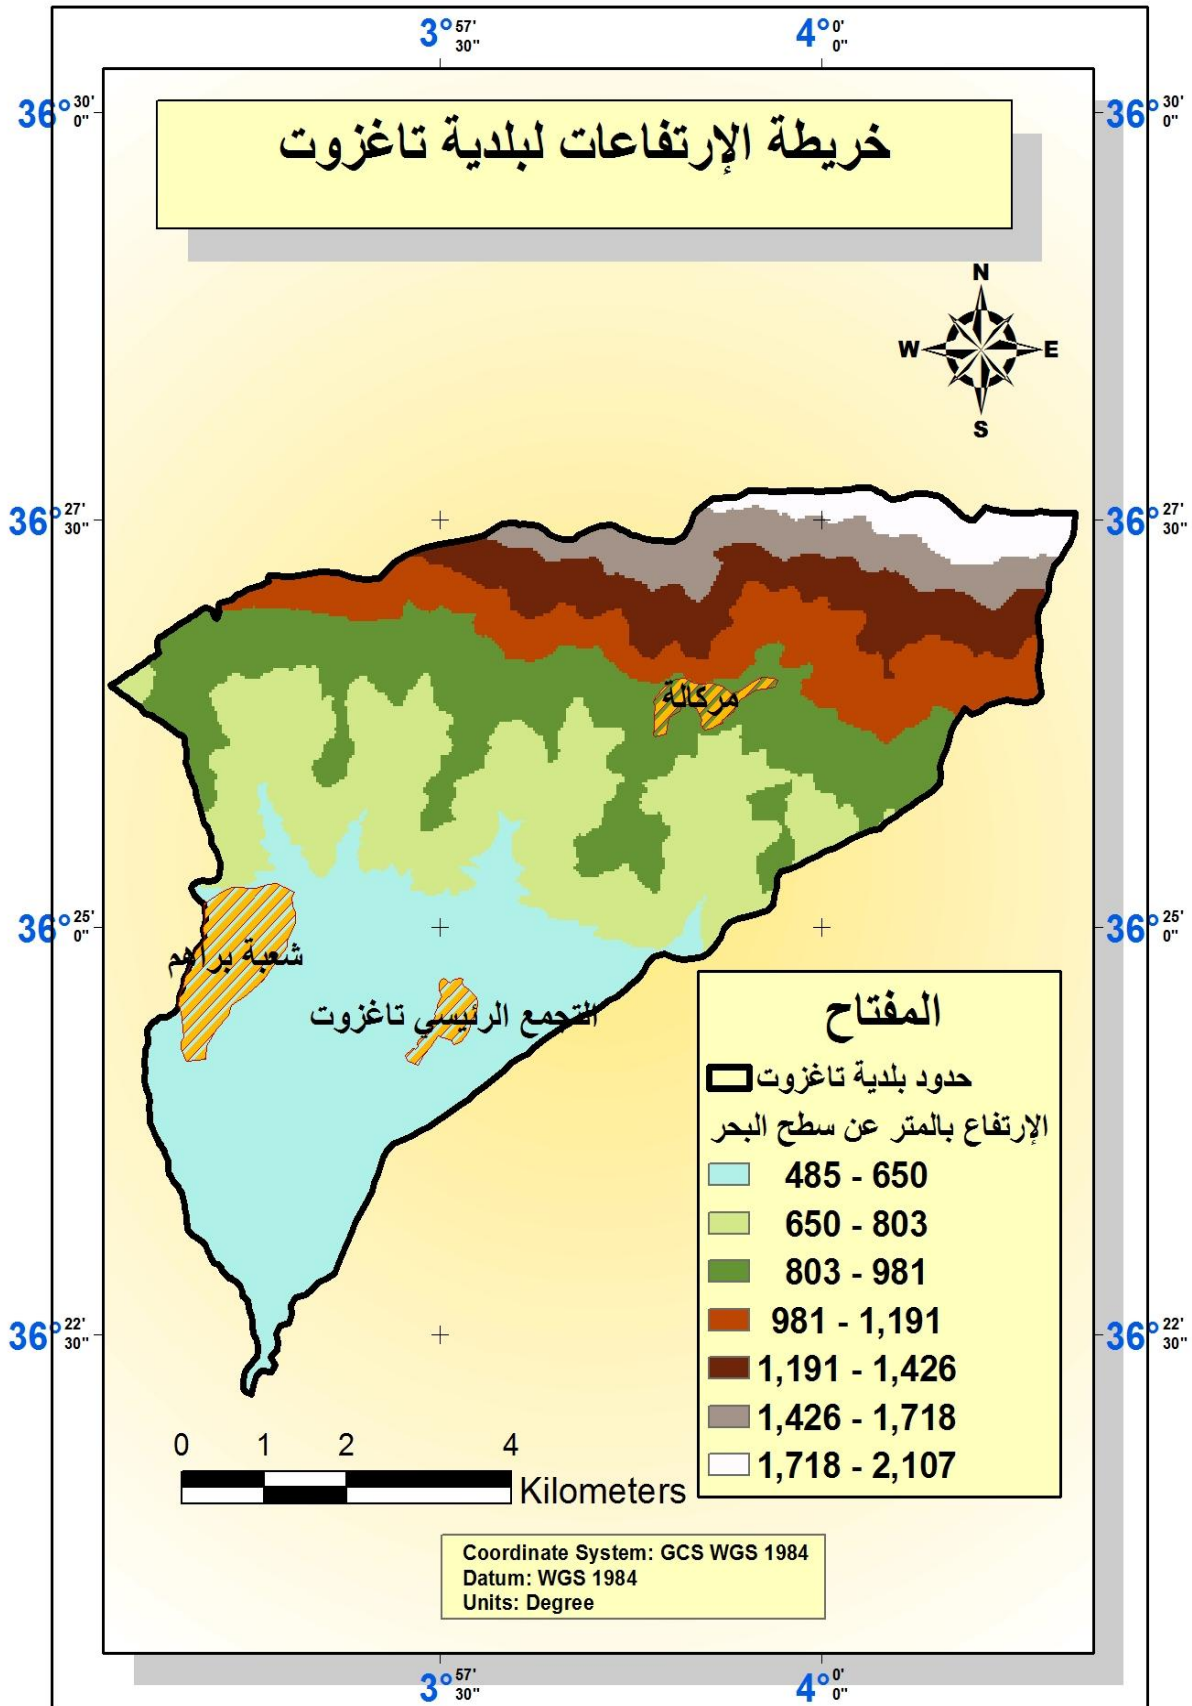 3°57'30" 4°0'0"
36°30'0" 36°30'0"
خريطة الإرتفاعات لبلدية تاغزوت
N
W E
S
36°27'30" 36°27'30"
مركالة
36°25'0" 36°25'0"
شعبة براهم
التجمع الرئيسي تاغزوت
المفتاح
حدود بلدية تاغزوت
الإرتفاع بالمتر عن سطح البحر
485 - 650
650 - 803
803 - 981
981 - 1,191
1,191 - 1,426
1,426 - 1,718
1,718 - 2,107
36°22'30" 36°22'30"
0 1 2 4
Kilometers
Coordinate System: GCS WGS 1984
Datum: WGS 1984
Units: Degree
3°57'30" 4°0'0"